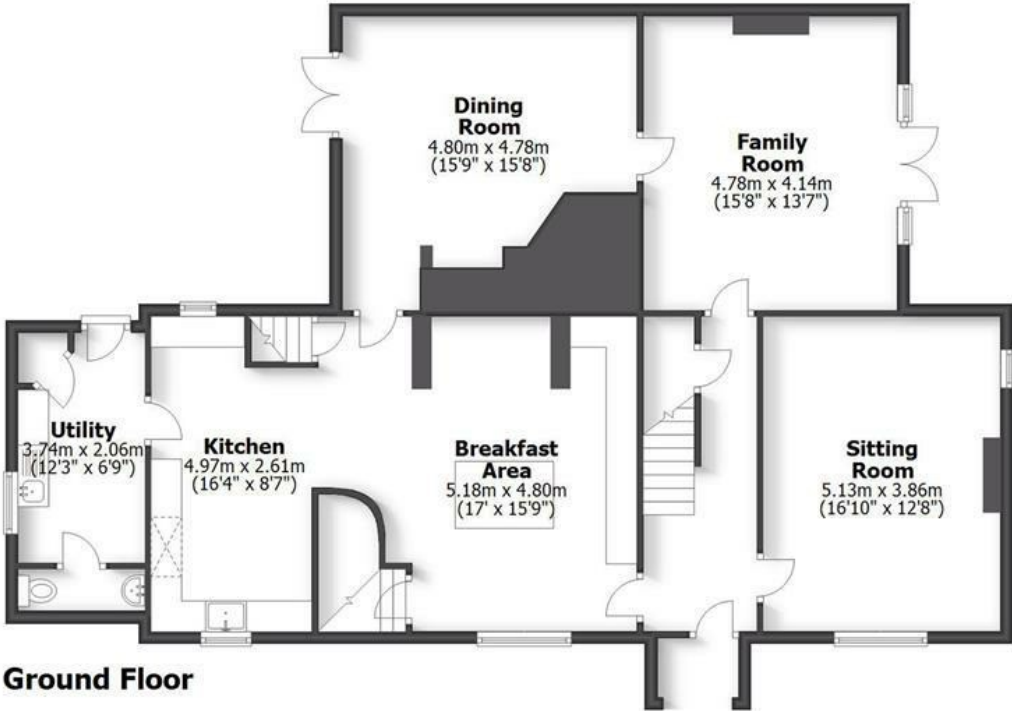 Dining
Room
4.80m x 4.78m
(15'9" x 15'8")
Family
Room
4.78m x 4.14m
(15'8" x 13'7")
Utility
3.74m x 2.06m
(12'3" x 6'9")
Kitchen
4.97m x 2.61m
(16'4" x 8'7")
Breakfast
Area
5.18m x 4.80m
(17' x 15'9")
Sitting
Room
5.13m x 3.86m
(16'10" x 12'8")
Ground Floor